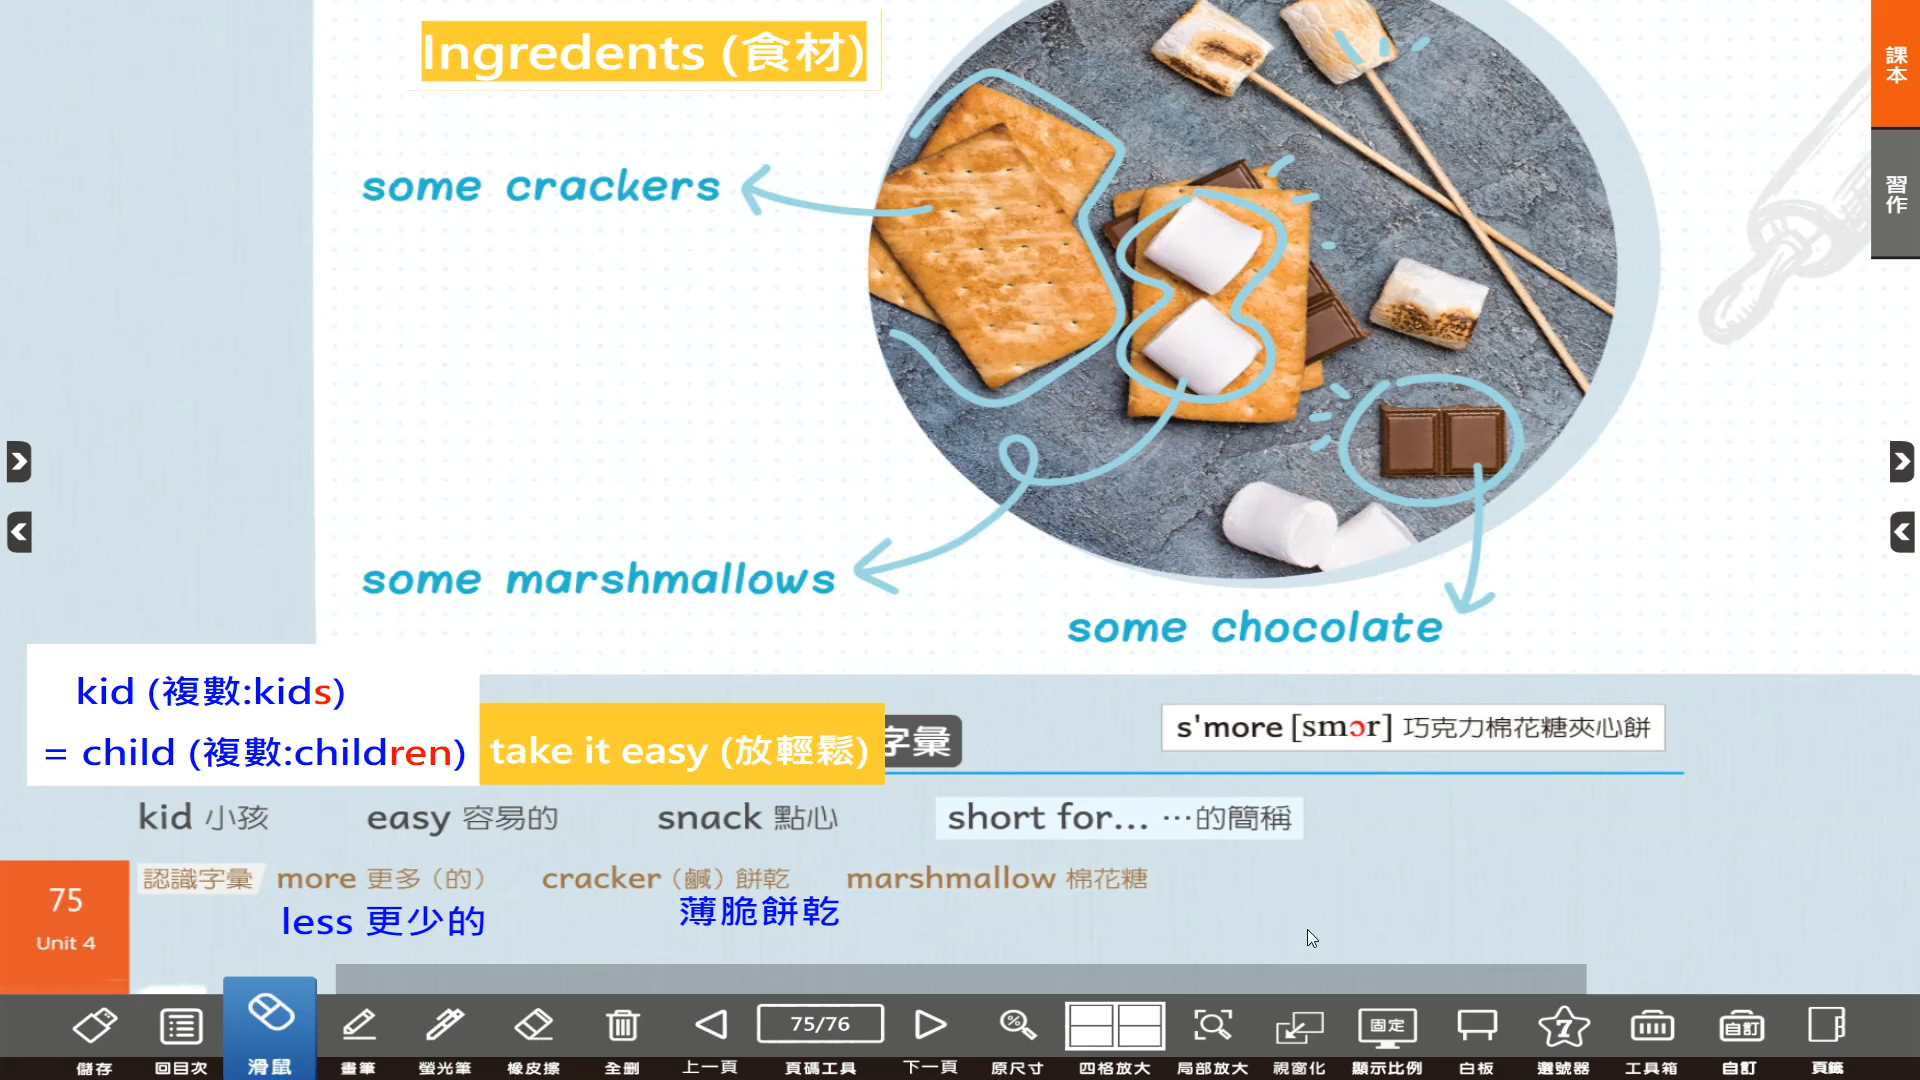 Ingredents (食材)
課本
習作
some crackers
some marshmallows
some chocolate
kid (複數:kids)
= child (複數:children)
take it easy (放輕鬆)
字彙
s'more [smɔr] 巧克力棉花糖夾心餅
kid 小孩 easy 容易的 snack 點心 short for... …的簡稱
認識字彙 more 更多（的） cracker（鹹）餅乾 marshmallow 棉花糖
less 更少的 薄脆餅乾
75
Unit 4
75/76
固定
7
自訂
儲存 回目次 滑鼠 畫筆 螢光筆 橡皮擦 全刪 上一頁 頁碼工具 下一頁 原尺寸 四格放大 局部放大 視窗化 顯示比例 白板 選號器 工具箱 自訂 頁籤